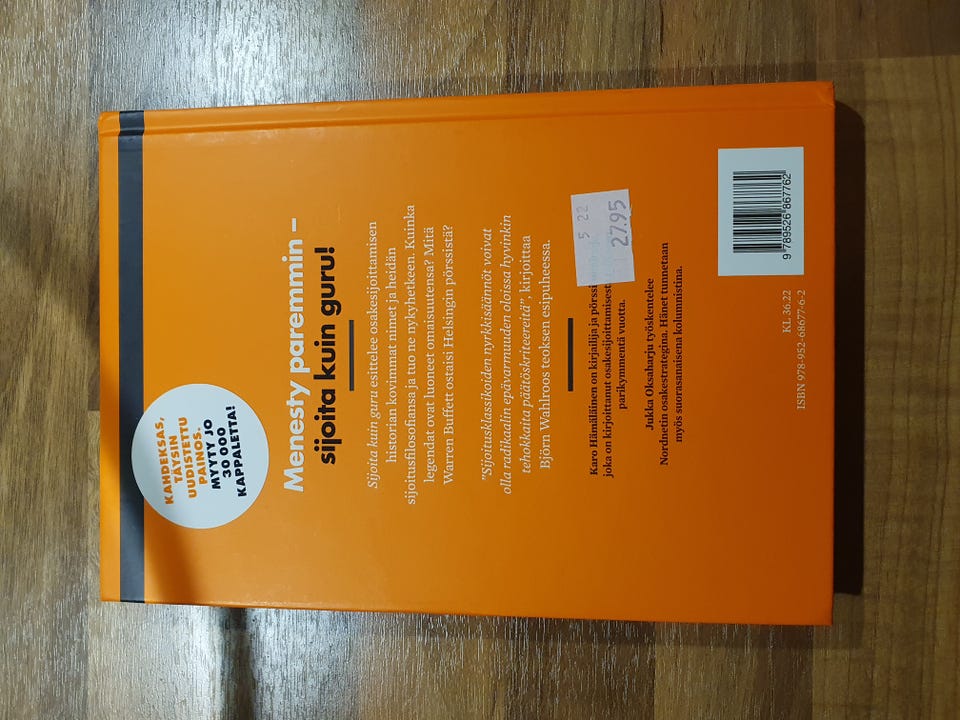 KAHDEKSAS,
TÄYSIN
UUDISTETTU
PAINOS.
MYYTY JO
30 000
KAPPALETTA!
Menesty paremmin –
sijoita kuin guru!
Sijoita kuin guru esittelee osakesijoittamisen
historian kovimmat nimet ja heidän
sijoitusfilosofiansa ja tuo ne nykyhetkeen. Kuinka
legendat ovat luoneet omaisuutensa? Mitä
Warren Buffett ostaisi Helsingin pörssistä?
"Sijoitusklassikoiden nyrkkisäännöt voivat
olla radikaalin epävarmuuden oloissa hyvinkin
tehokkaita päätöskriteereitä", kirjoittaa
Björn Wahlroos teoksen esipuheessa.
5 22
27.95
Karo Hämäläinen on kirjailija ja
joka on kirjoittanut osakesijoittamisesta
parikymmentä vuotta.
Jukka Oksaharju työskentelee
Nordnetin osakestrategina. Hänet tunnetaan
myös suorasanaisena kolumnistina.
9 789526 867762
KL 36.22
ISBN 978-952-68677-6-2